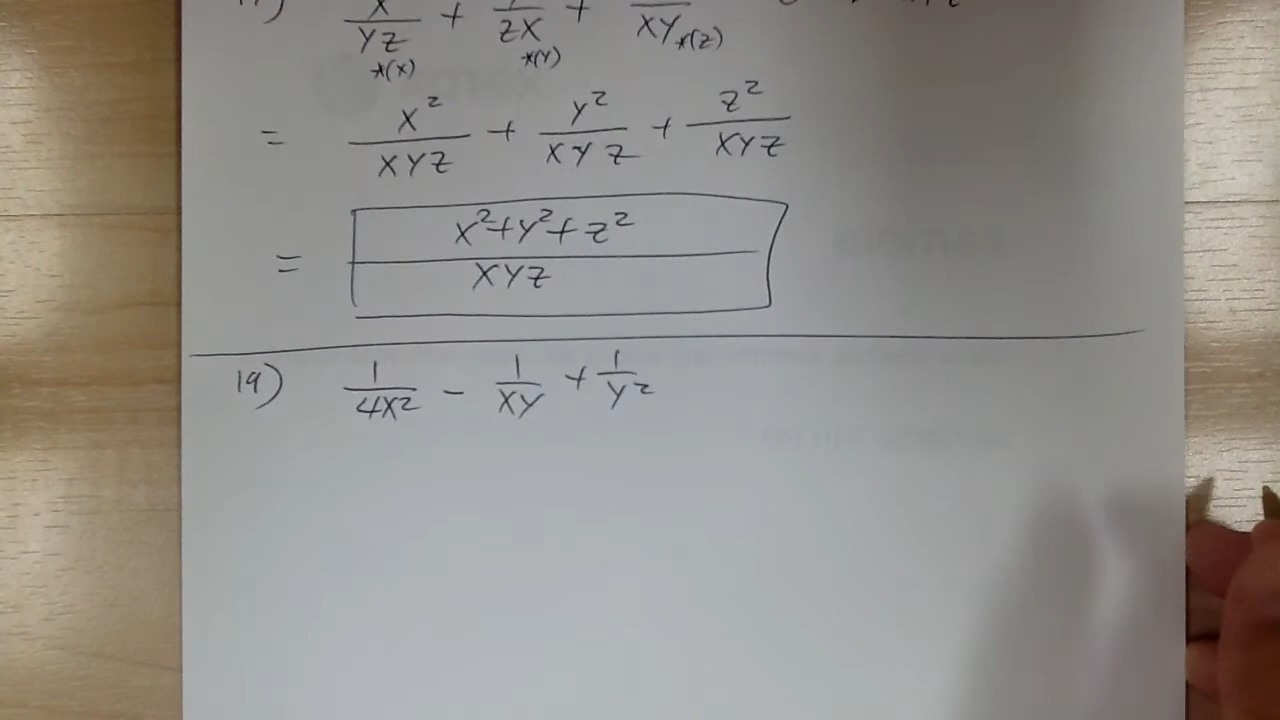 X/YZ *(X) + /ZX *(Y) + /XY *(Z)
= X²/XYZ + Y²/XYZ + Z²/XYZ
= X²+Y²+Z²/XYZ
19) 1/4X² - 1/XY + 1/Y²